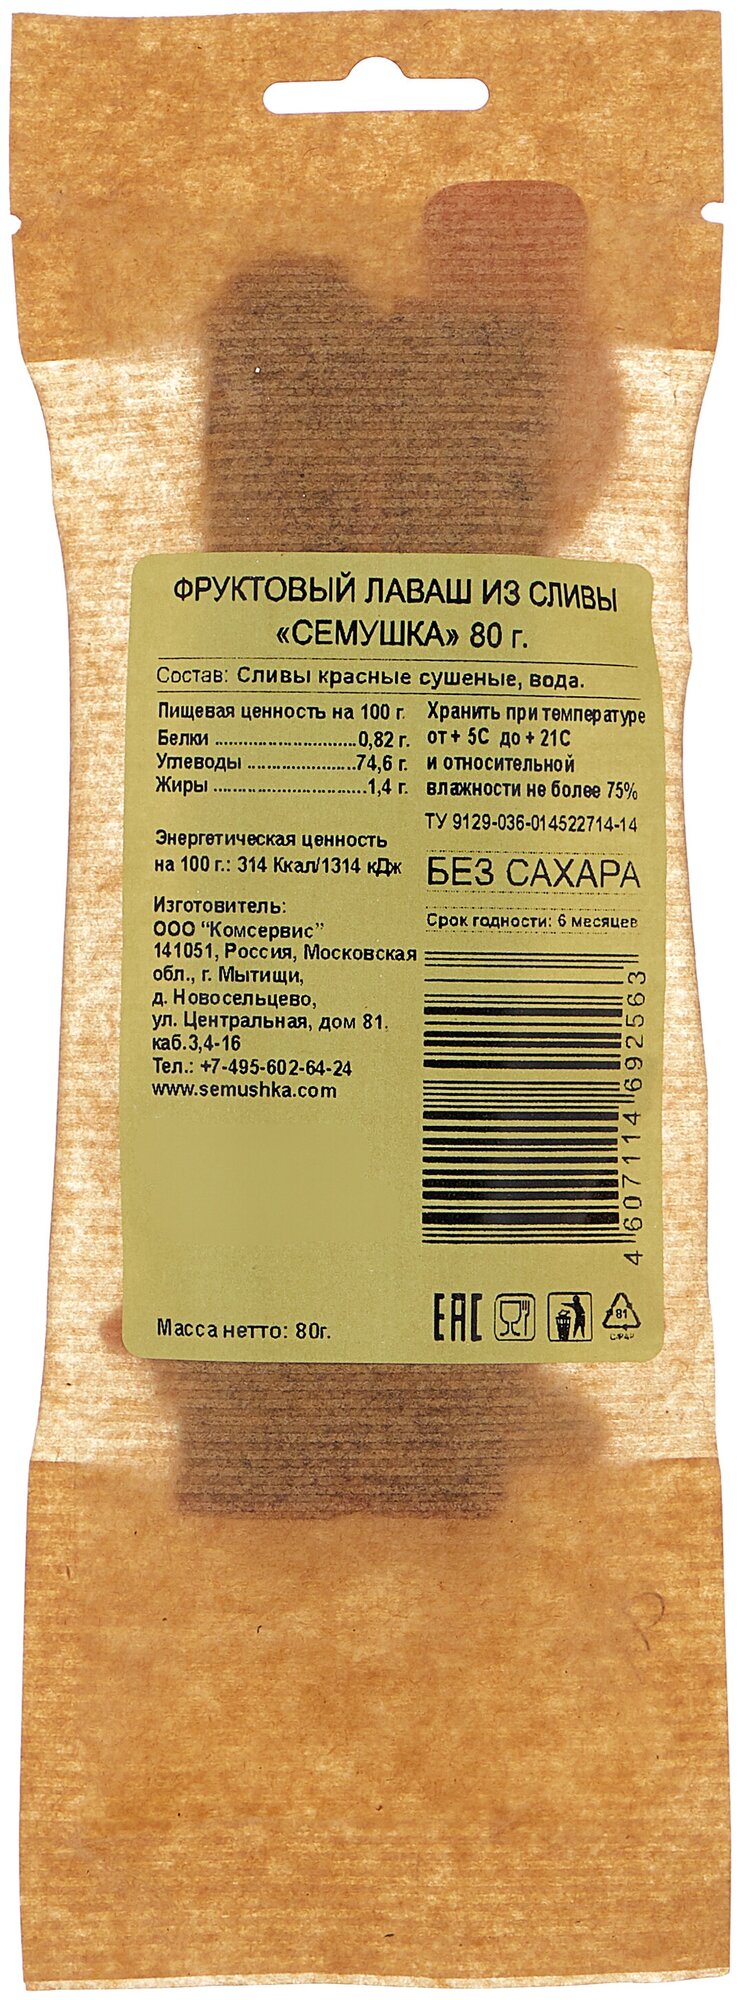 ФРУКТОВЫЙ ЛАВАШ ИЗ СЛИВЫ
«СЕМУШКА» 80 г.
Состав: Сливы красные сушеные, вода.
Пищевая ценность на 100 г.
Белки ............................0,82 г.
Углеводы ......................74,6 г.
Жиры ...............................1,4 г.
Энергетическая ценность
на 100 г.: 314 Ккал/1314 кДж
Изготовитель:
ООО "Комсервис"
141051, Россия, Московская
обл., г. Мытищи,
д. Новосельцево,
ул. Центральная, дом 81.
каб.3,4-16
Тел.: +7-495-602-64-24
www.semushka.com
Масса нетто: 80г.
Хранить при температуре
от + 5С до + 21С
и относительной
влажности не более 75%
ТУ 9129-036-014522714-14
БЕЗ САХАРА
Срок годности: 6 месяцев
4 607114 692563
EAC
81
C/PAP